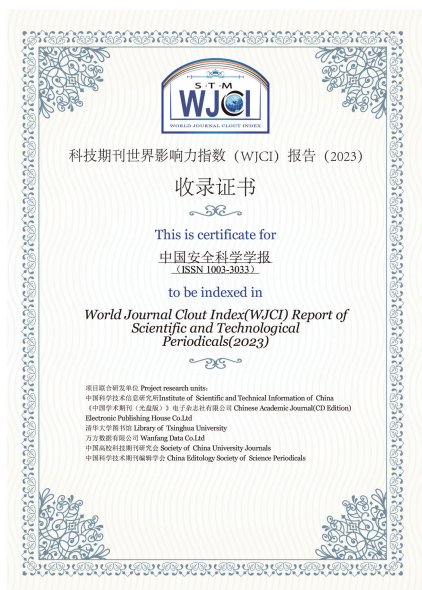 S·T·M
WJCI
WORLD JOURNAL CLOUT INDEX
科技期刊世界影响力指数（WJCI）报告（2023）
收录证书
This is certificate for
中国安全科学学报
（ISSN 1003-3033）
to be indexed in
World Journal Clout Index(WJCI) Report of
Scientific and Technological
Periodicals(2023)
项目联合研发单位 Project research units:
中国科学技术信息研究所Institute of Scientific and Technical Information of China
《中国学术期刊（光盘版）》电子杂志社有限公司 Chinese Academic Journal(CD Edition)
Electronic Publishing House Co.Ltd
清华大学图书馆 Library of Tsinghua University
万方数据有限公司 Wanfang Data Co.Ltd
中国高校科技期刊研究会 Society of China University Journals
中国科学技术期刊编辑学会 China Editology Society of Science Periodicals